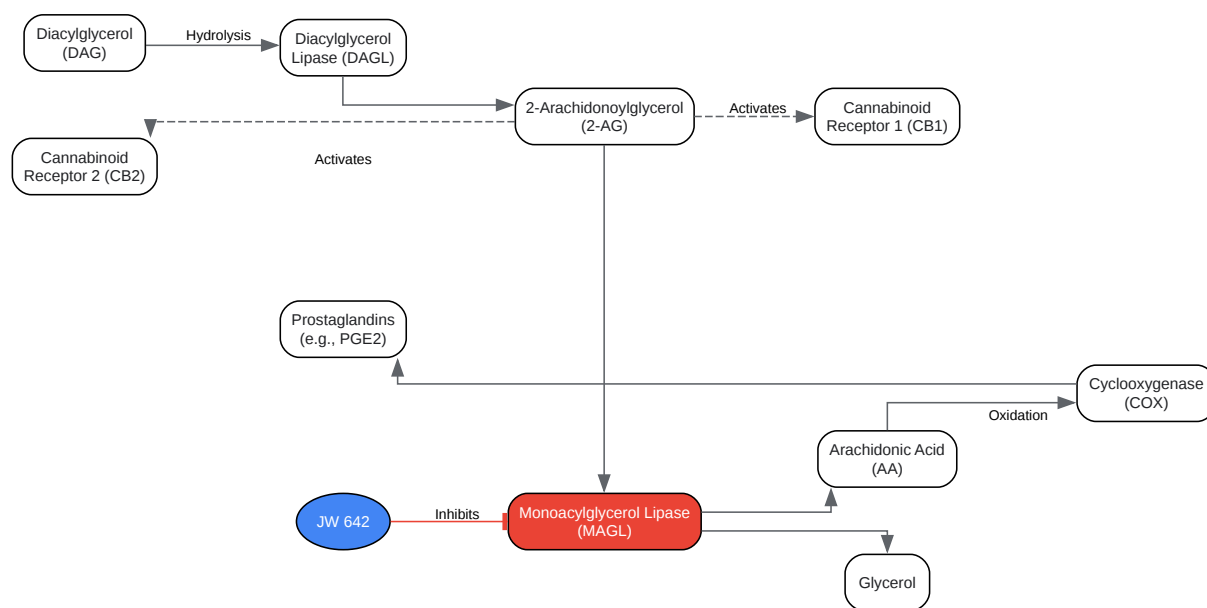 Diacylglycerol
(DAG)
Hydrolysis
Diacylglycerol
Lipase (DAGL)
2-Arachidonoylglycerol
(2-AG)
Activates
Cannabinoid
Receptor 1 (CB1)
Cannabinoid
Receptor 2 (CB2)
Activates
Prostaglandins
(e.g., PGE2)
Cyclooxygenase
(COX)
Oxidation
Arachidonic Acid
(AA)
JW 642
Inhibits
Monoacylglycerol Lipase
(MAGL)
Glycerol